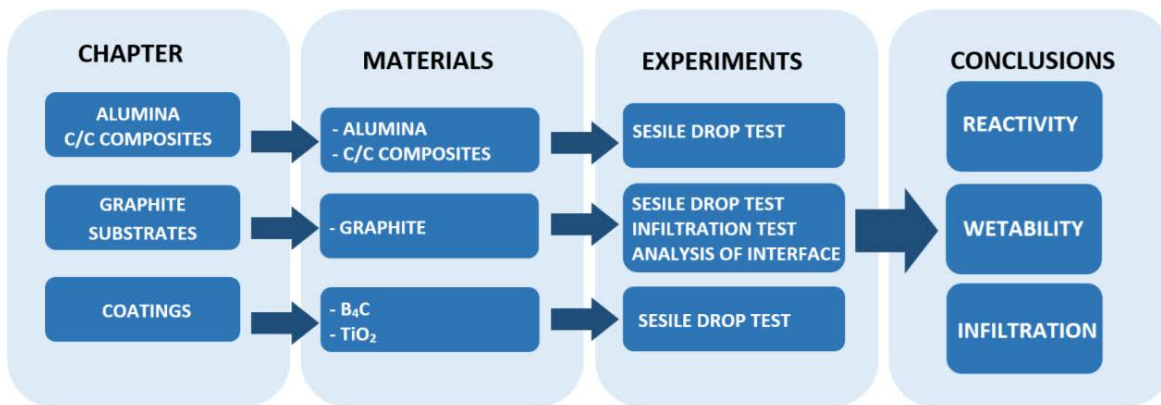 CHAPTER
ALUMINA
C/C COMPOSITES
GRAPHITE
SUBSTRATES
COATINGS
MATERIALS
- ALUMINA
- C/C COMPOSITES
- GRAPHITE
- B₄C
- TiO₂
EXPERIMENTS
SESILE DROP TEST
SESILE DROP TEST
INFILTRATION TEST
ANALYSIS OF INTERFACE
SESILE DROP TEST
CONCLUSIONS
REACTIVITY
WETABILITY
INFILTRATION